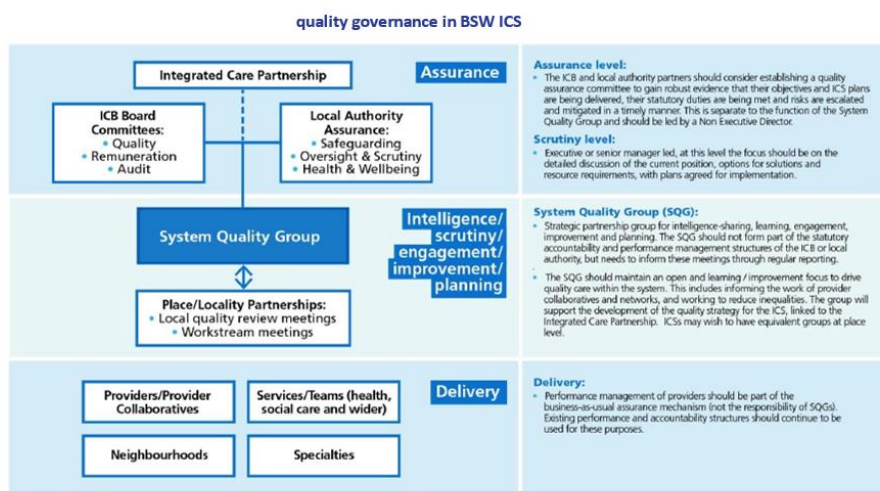 quality governance in BSW ICS
Integrated Care Partnership
Assurance
ICB Board
Committees:
• Quality
• Remuneration
• Audit
Local Authority
Assurance:
• Safeguarding
• Oversight & Scrutiny
• Health & Wellbeing
Assurance level:
• The ICB and local authority partners should consider establishing a quality
assurance committee to gain robust evidence that their objectives and ICS plans
are being delivered, their statutory duties are being met and risks are escalated
and mitigated in a timely manner. This is separate to the function of the System
Quality Group and should be led by a Non Executive Director.
Scrutiny level:
• Executive or senior manager led, at this level the focus should be on the
detailed discussion of the current position, options for solutions and
resource requirements, with plans agreed for implementation.
System Quality Group
Intelligence/
scrutiny/
engagement/
improvement/
planning
Place/Locality Partnerships:
• Local quality review meetings
• Workstream meetings
System Quality Group (SQG):
• Strategic partnership group for intelligence-sharing, learning, engagement,
improvement and planning. The SQG should not form part of the statutory
accountability and performance management structures of the ICB or local
authority, but needs to inform these meetings through regular reporting.
• The SQG should maintain an open and learning / improvement focus to drive
quality care within the system. This includes informing the work of provider
collaboratives and networks, and working to reduce inequalities. The group will
support the development of the quality strategy for the ICS, linked to the
Integrated Care Partnership. ICSs may wish to have equivalent groups at place
level.
Providers/Provider
Collaboratives
Services/Teams (health,
social care and wider)
Delivery
Neighbourhoods
Specialties
Delivery:
• Performance management of providers should be part of the
business-as-usual assurance mechanism (not the responsibility of SQGs).
Existing performance and accountability structures should continue to be
used for these purposes.